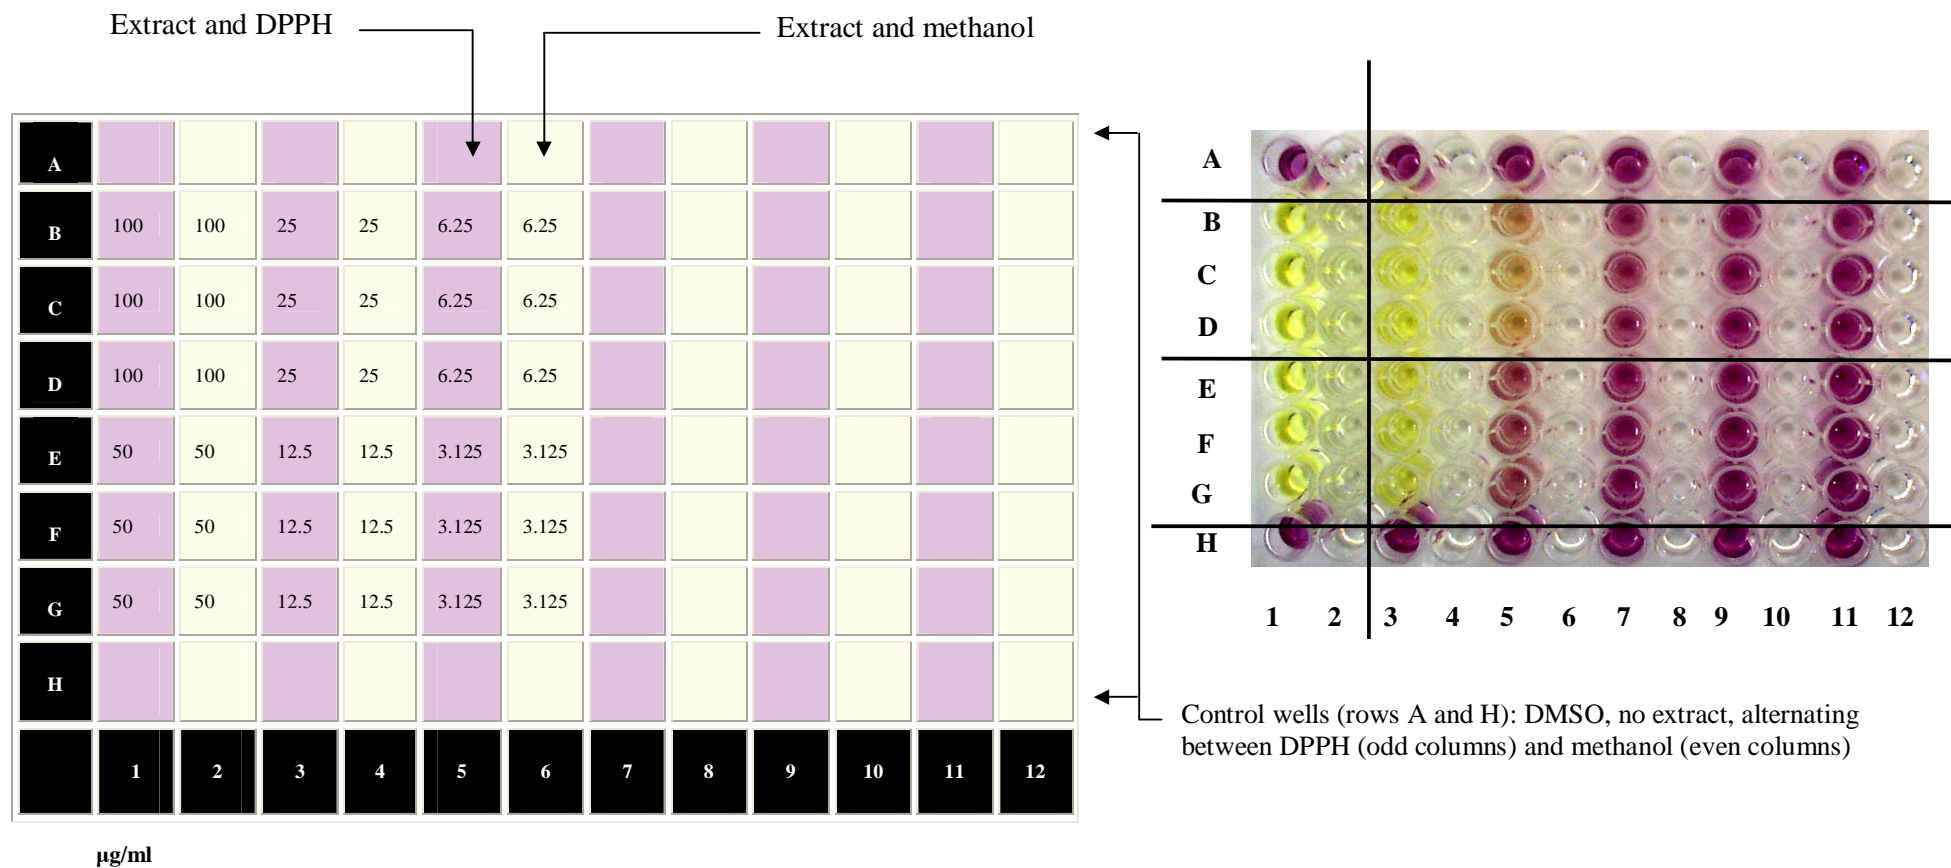 Extract and DPPH
Extract and methanol
A
B 100 100 25 25 6.25 6.25
C 100 100 25 25 6.25 6.25
D 100 100 25 25 6.25 6.25
E 50 50 12.5 12.5 3.125 3.125
F 50 50 12.5 12.5 3.125 3.125
G 50 50 12.5 12.5 3.125 3.125
H
1 2 3 4 5 6 7 8 9 10 11 12
µg/ml
A
B
C
D
E
F
G
H
1 2 3 4 5 6 7 8 9 10 11 12
Control wells (rows A and H): DMSO, no extract, alternating
between DPPH (odd columns) and methanol (even columns)